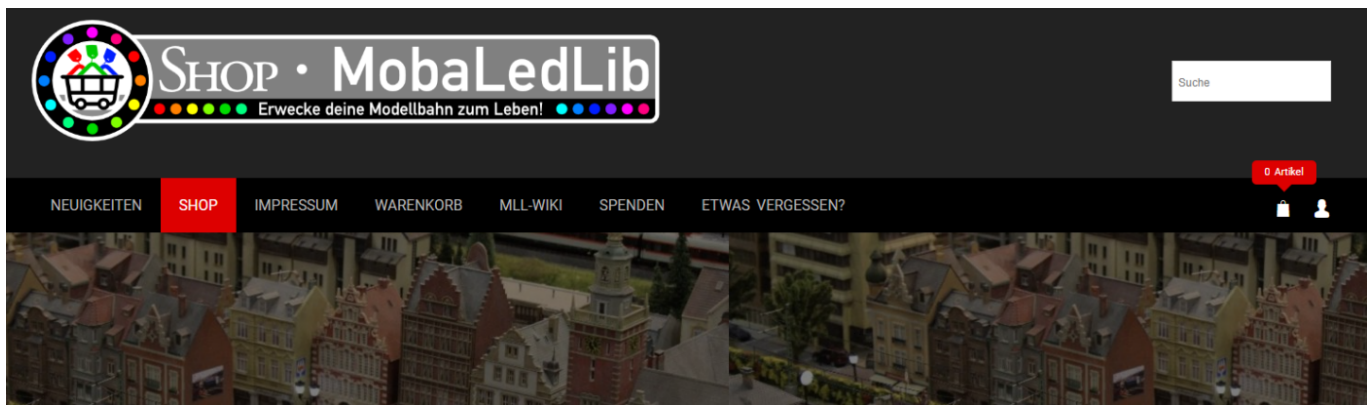 SHOP · MobaLedLib
Erwecke deine Modellbahn zum Leben!
Suche
0 Artikel
NEUIGKEITEN SHOP IMPRESSUM WARENKORB MLL-WIKI SPENDEN ETWAS VERGESSEN?